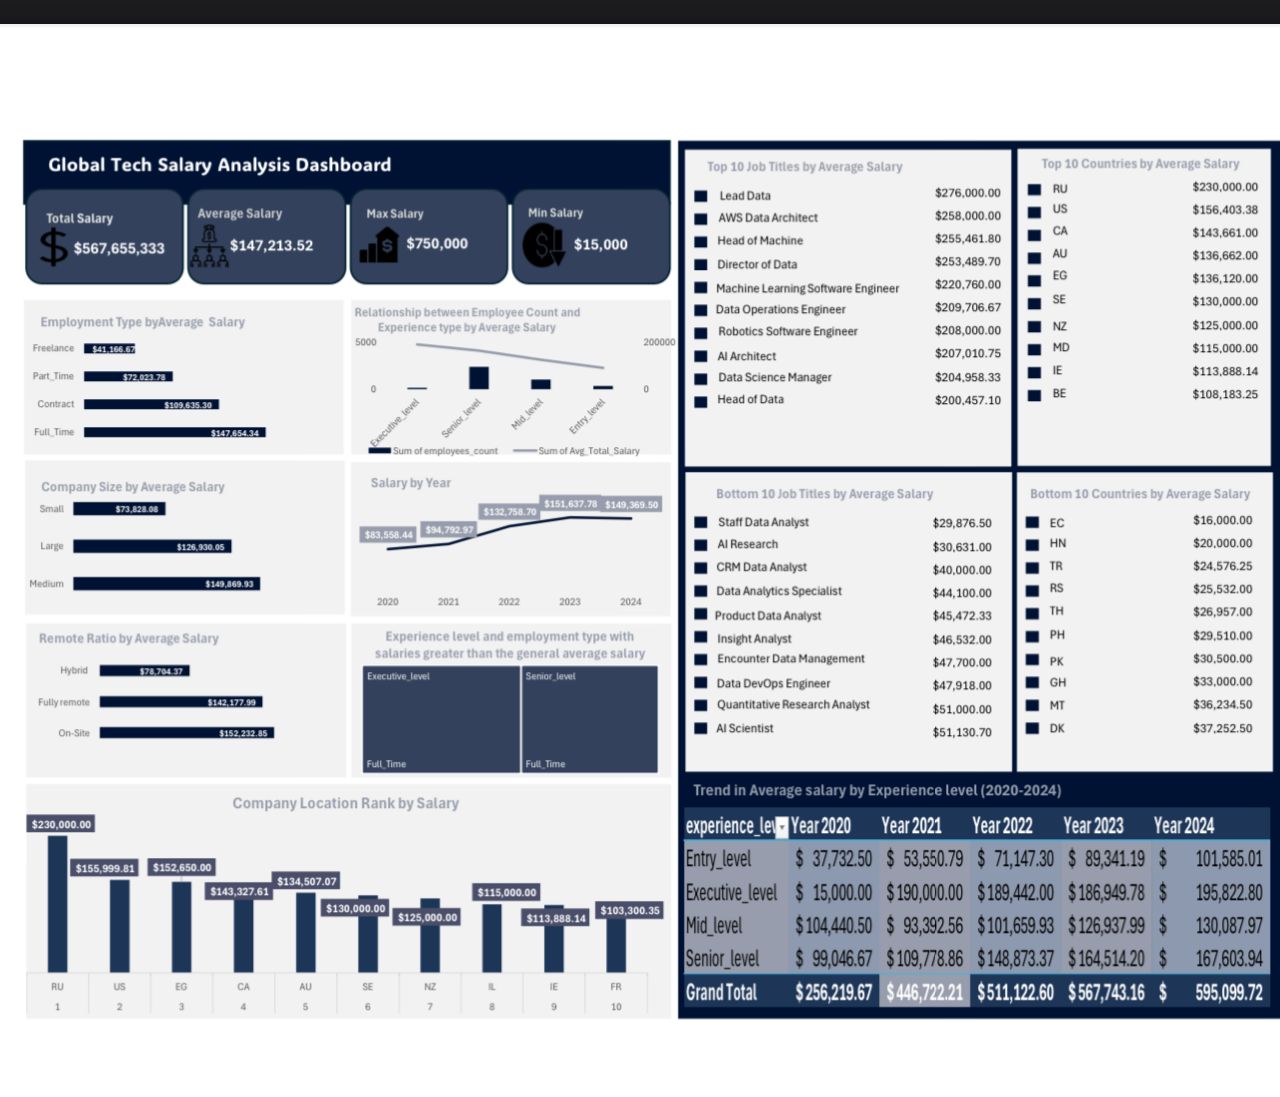 Global Tech Salary Analysis Dashboard
Total Salary
$567,655,333
Average Salary
$147,213.52
Max Salary
$750,000
Min Salary
$15,000
Employment Type byAverage Salary
Freelance $41,166.67
Part_Time $72,023.78
Contract $109,635.30
Full_Time $147,654.34
Relationship between Employee Count and
Experience type by Average Salary
5000 200000
0 0
Executive_level Senior_level Mid_level Entry_level
Sum of employees_count Sum of Avg_Total_Salary
Company Size by Average Salary
Small $73,828.08
Large $126,930.05
Medium $149,869.93
Salary by Year
$83,558.44 $94,792.97 $132,758.70 $151,637.78 $149,369.50
2020 2021 2022 2023 2024
Remote Ratio by Average Salary
Hybrid $78,704.37
Fully remote $142,177.99
On-Site $152,232.85
Experience level and employment type with
salaries greater than the general average salary
Executive_level Senior_level
Full_Time Full_Time
Company Location Rank by Salary
$230,000.00 $155,999.81 $152,650.00 $143,327.61 $134,507.07 $130,000.00 $125,000.00 $115,000.00 $113,888.14 $103,300.35
RU US EG CA AU SE NZ IL IE FR
1 2 3 4 5 6 7 8 9 10
Top 10 Job Titles by Average Salary
Lead Data $276,000.00
AWS Data Architect $258,000.00
Head of Machine $255,461.80
Director of Data $253,489.70
Machine Learning Software Engineer $220,760.00
Data Operations Engineer $209,706.67
Robotics Software Engineer $208,000.00
AI Architect $207,010.75
Data Science Manager $204,958.33
Head of Data $200,457.10
Top 10 Countries by Average Salary
RU $230,000.00
US $156,403.38
CA $143,661.00
AU $136,662.00
EG $136,120.00
SE $130,000.00
NZ $125,000.00
MD $115,000.00
IE $113,888.14
BE $108,183.25
Bottom 10 Job Titles by Average Salary
Staff Data Analyst $29,876.50
AI Research $30,631.00
CRM Data Analyst $40,000.00
Data Analytics Specialist $44,100.00
Product Data Analyst $45,472.33
Insight Analyst $46,532.00
Encounter Data Management $47,700.00
Data DevOps Engineer $47,918.00
Quantitative Research Analyst $51,000.00
AI Scientist $51,130.70
Bottom 10 Countries by Average Salary
EC $16,000.00
HN $20,000.00
TR $24,576.25
RS $25,532.00
TH $26,957.00
PH $29,510.00
PK $30,500.00
GH $33,000.00
MT $36,234.50
DK $37,252.50
Trend in Average salary by Experience level (2020-2024)
experience_lev Year 2020 Year 2021 Year 2022 Year 2023 Year 2024
Entry_level $ 37,732.50 $ 53,550.79 $ 71,147.30 $ 89,341.19 $ 101,585.01
Executive_level $ 15,000.00 $190,000.00 $189,442.00 $186,949.78 $ 195,822.80
Mid_level $104,440.50 $ 93,392.56 $101,659.93 $126,937.99 $ 130,087.97
Senior_level $ 99,046.67 $109,778.86 $148,873.37 $164,514.20 $ 167,603.94
Grand Total $256,219.67 $446,722.21 $511,122.60 $567,743.16 $ 595,099.72